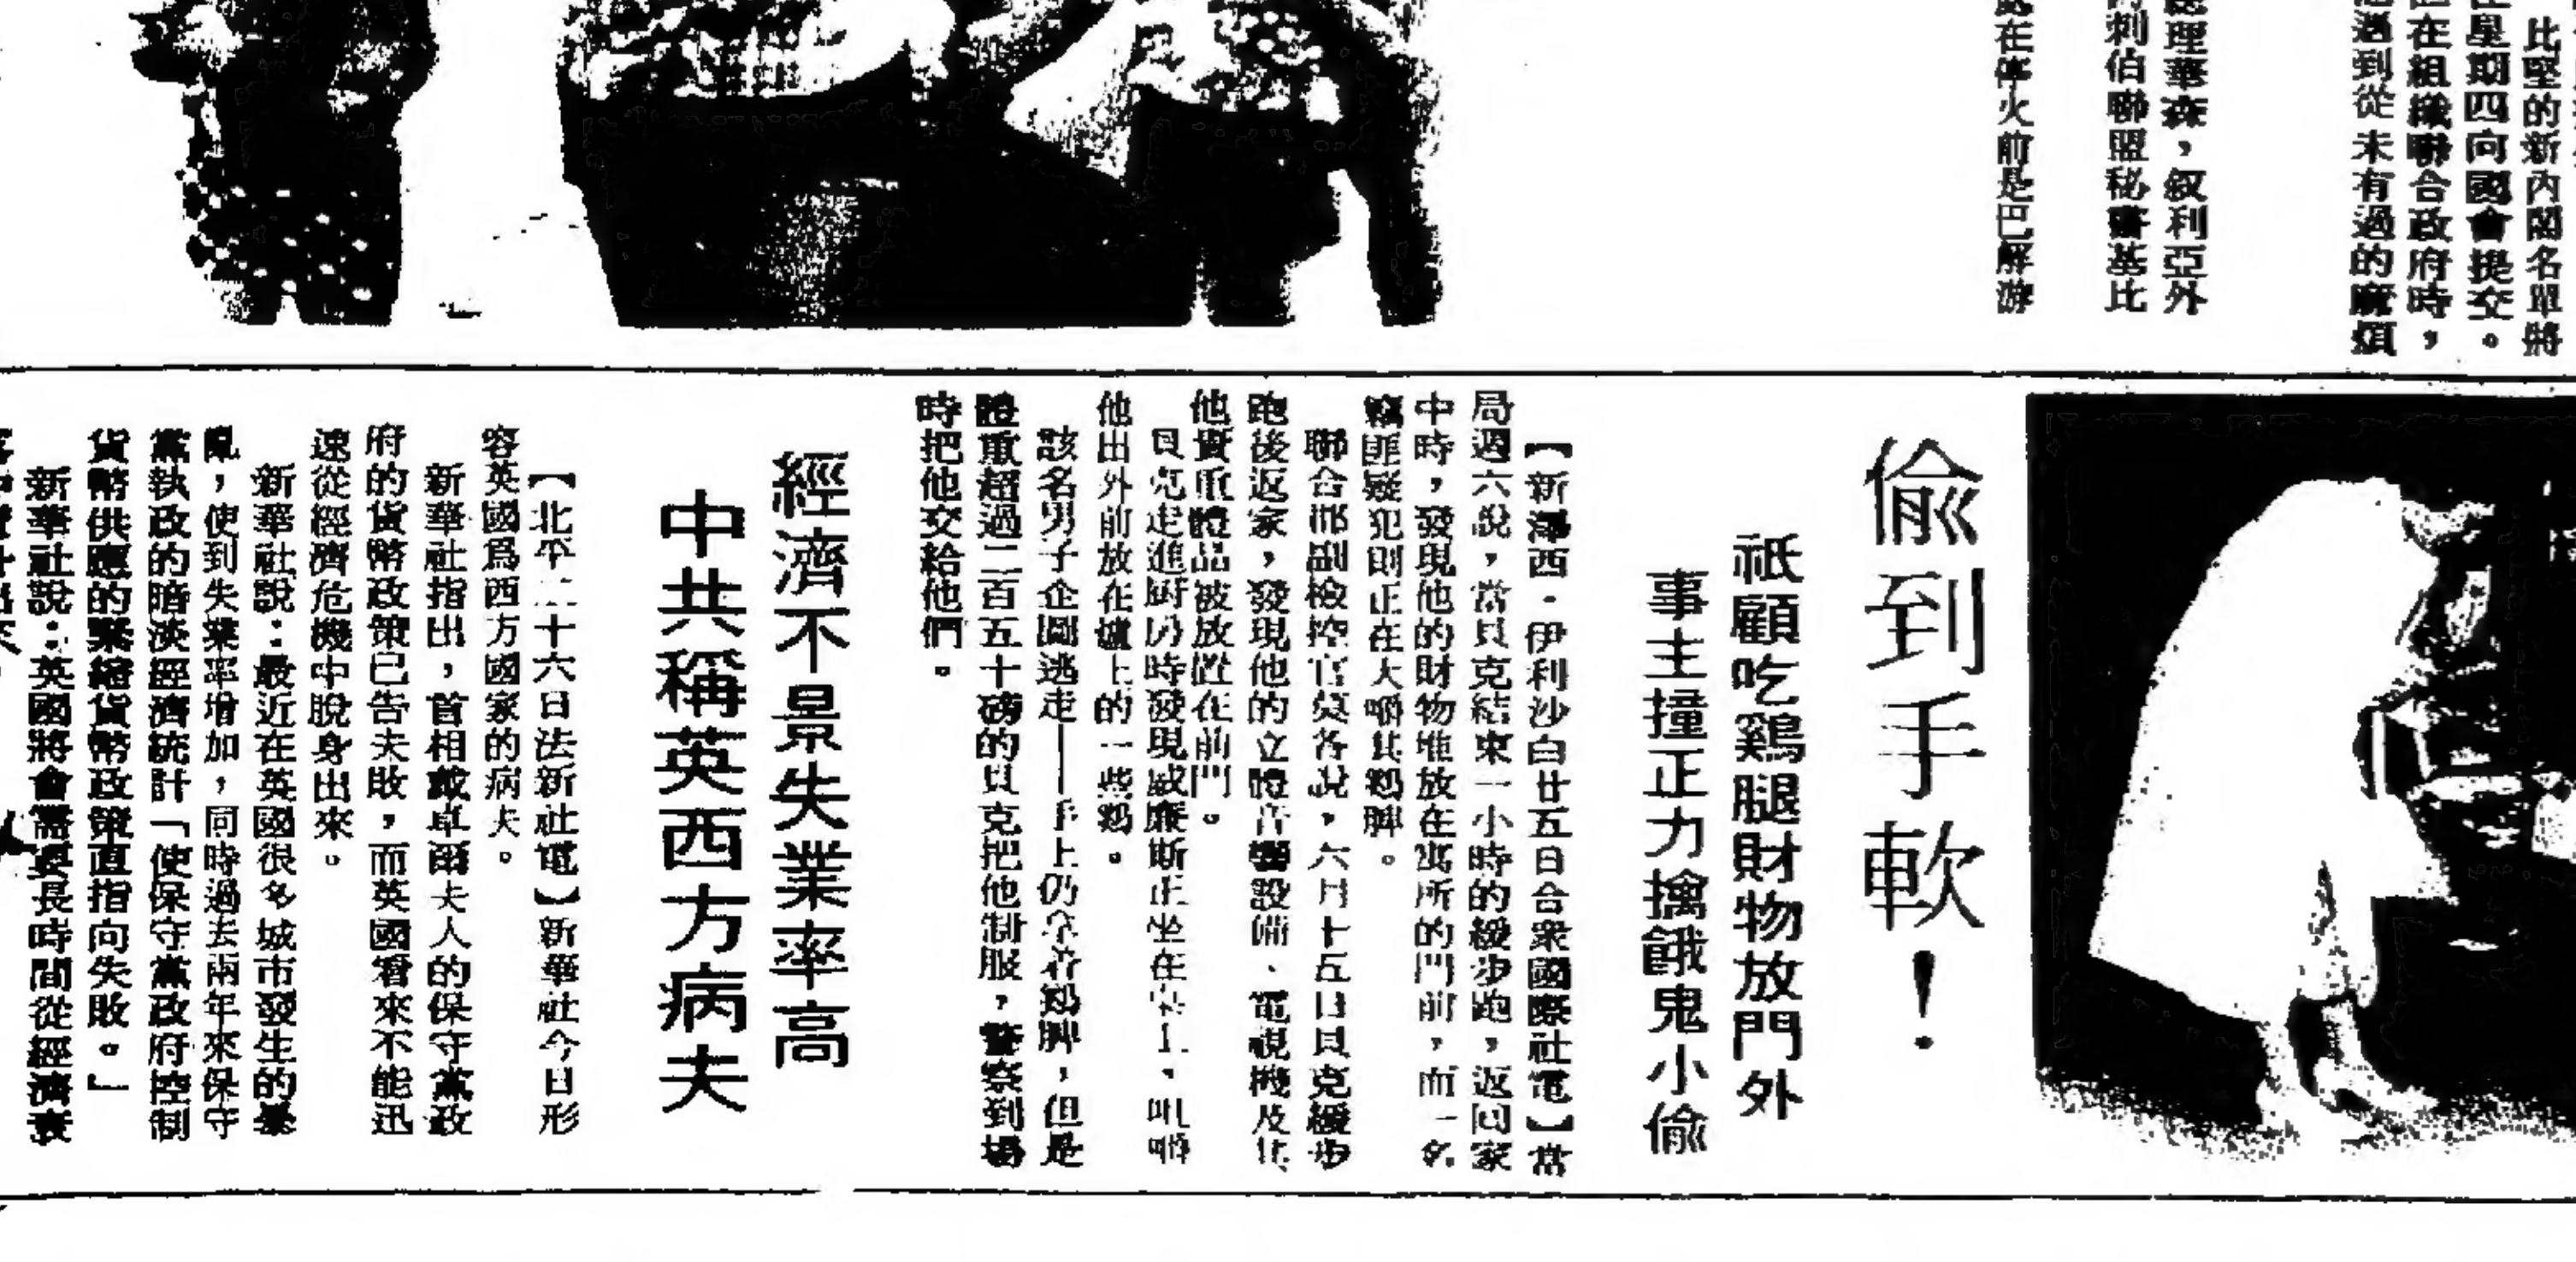 比堅的新內閣名單將
星期四向國會提交。
在組織聯合政府時，
遇到從未有過的麻煩
理華森，叙利亞外
剌伯聯盟秘書基比
在停火前是巴解游
偷到手軟！
祇顧吃鷄腿財物放門外
事主撞正力擒餓鬼小偷
【新澤西．伊利沙白廿五日合衆國際社電】當
局週六說，當貝克結束一小時的緩步跑，返回家
中時，發現他的財物堆放在寓所的門前，而一名
竊匪疑犯則正在大嚼其鷄脾。
聯合郡副檢控官莫各說，六月十五日貝克緩步
跑後返家，發現他的立體音響設備、電視機及其
他貴重體品被放置在前門。
貝克走進厨房時發現威廉斯正坐在
他出外前放在爐上的一些鷄。
該名男子企圖逃走——手上仍拿着鷄脾，但是
體重超過二百五十磅的貝克把他制服，警察到場
時把他交給他們。
經濟不景失業率高
中共稱英西方病夫
【北平二十六日法新社電】新華社今日形
容英國爲西方國家的病夫。
新華社指出，首相戴卓爾夫人的保守黨政
府的貨幣政策已告失敗，而英國看來不能迅
速從經濟危機中脫身出來。
新華社說：最近在英國很多城市發生的暴
亂，使到失業率增加，同時過去兩年來保守
黨執政的暗淡經濟統計「使保守黨政府控制
貨幣供應的緊縮貨幣政策直指向失敗。」
新華社說：英國將會需要長時間從經濟衰